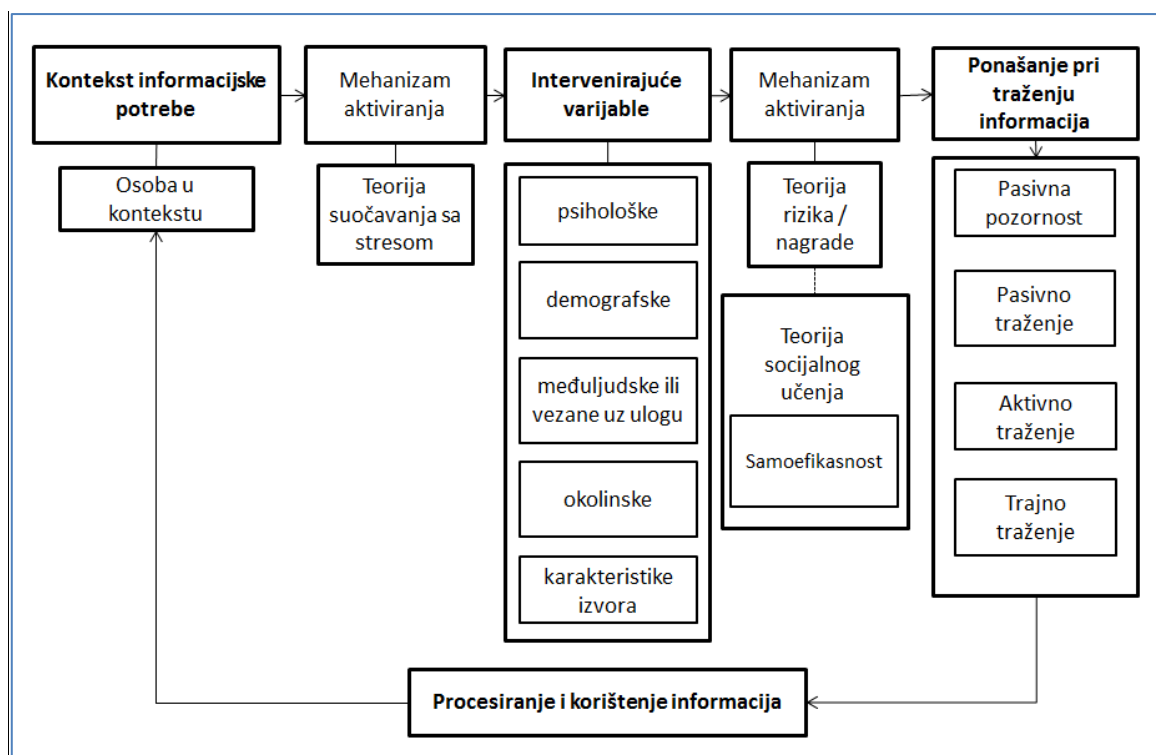 Kontekst informacijske
potrebe
Mehanizam
aktiviranja
Intervenirajuće
varijable
Mehanizam
aktiviranja
Ponašanje pri
traženju
informacija
Osoba u
kontekstu
Teorija
suočavanja sa
stresom
psihološke
demografske
međuljudske ili
vezane uz ulogu
okolinske
karakteristike
izvora
Teorija
rizika /
nagrade
Teorija
socijalnog
učenja
Samoefikasnost
Pasivna
pozornost
Pasivno
traženje
Aktivno
traženje
Trajno
traženje
Procesiranje i korištenje informacija